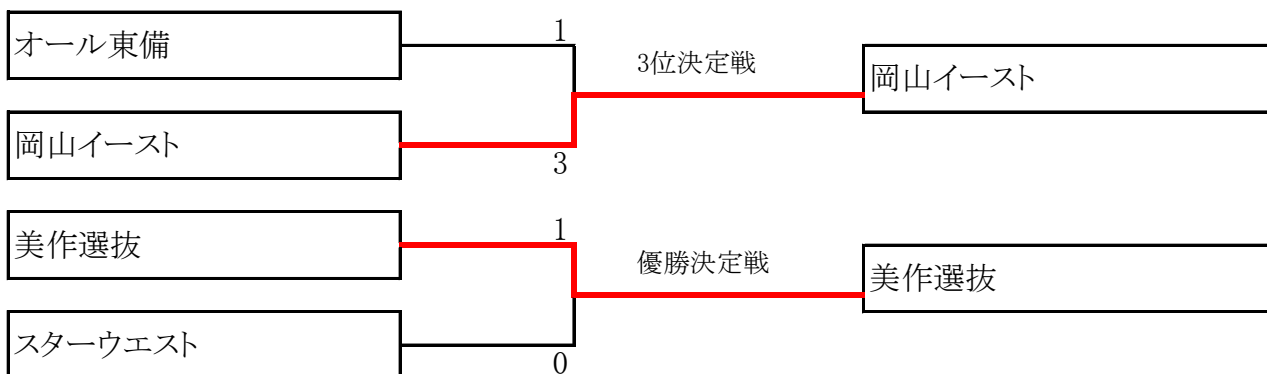 オール東備
1
3位決定戦
岡山イースト
岡山イースト
3
美作選抜
1
優勝決定戦
美作選抜
スターウエスト
0